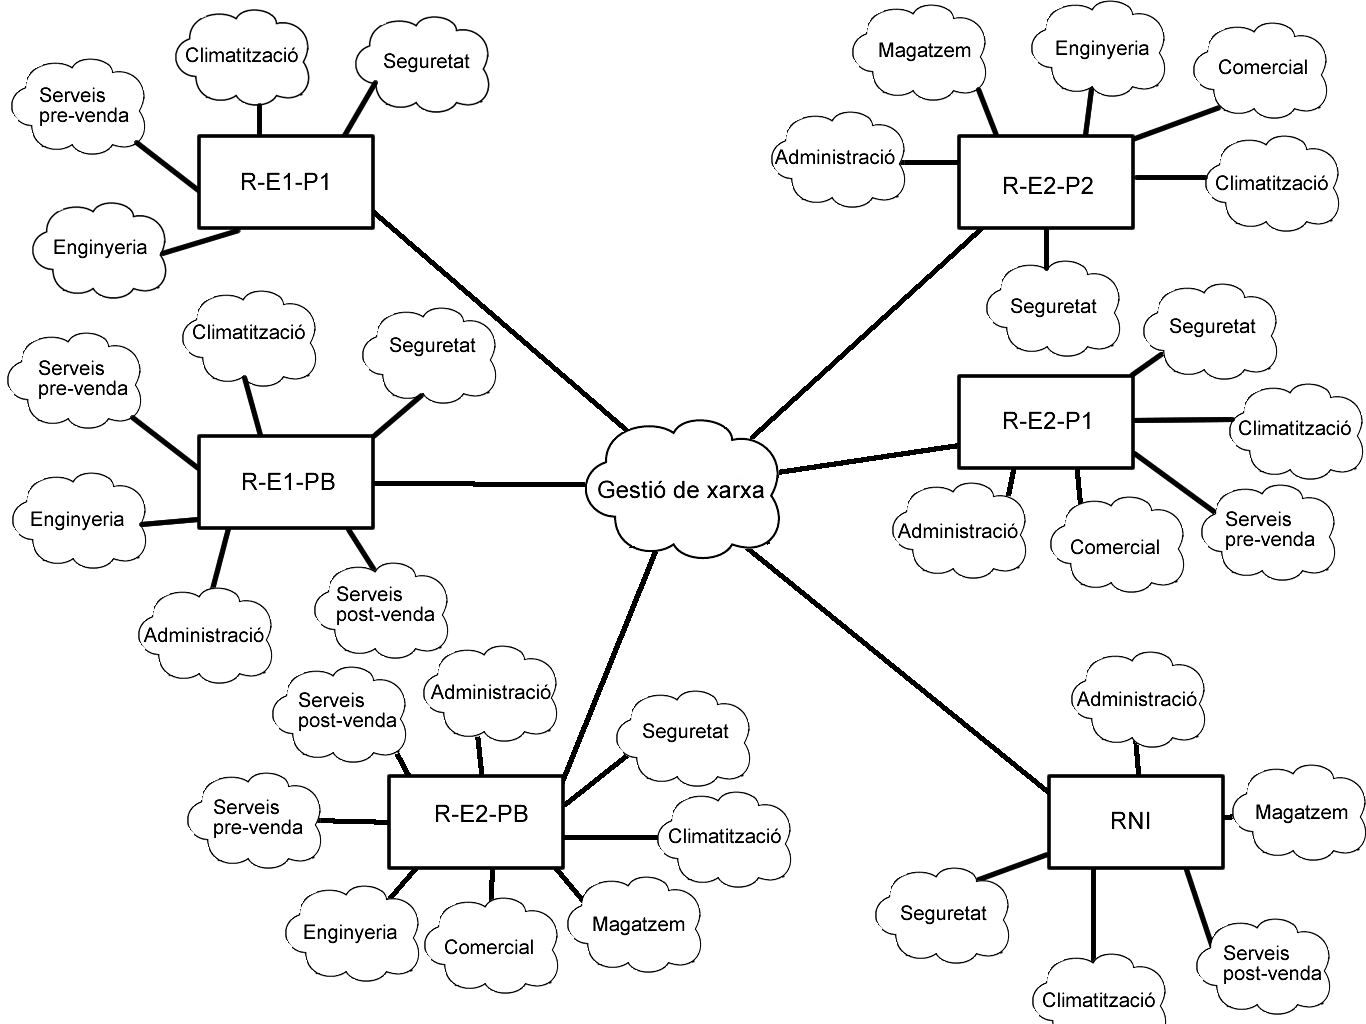 Climatització
Seguretat
Serveis
pre-venda
R-E1-P1
Enginyeria
Magatzem
Enginyeria
Comercial
Administració
R-E2-P2
Climatització
Seguretat
Climatització
Seguretat
Serveis
pre-venda
R-E1-PB
Enginyeria
Administració
Serveis
post-venda
Gestió de xarxa
Seguretat
R-E2-P1
Climatització
Administració
Comercial
Serveis
pre-venda
Serveis
post-venda
Administració
Seguretat
Serveis
pre-venda
R-E2-PB
Climatització
Enginyeria
Comercial
Magatzem
Administració
RNI
Magatzem
Seguretat
Climatització
Serveis
post-venda